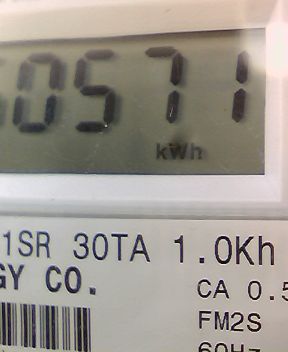 0571
kWh
1SR 30TA 1.0Kh
GY CO.
CA 0.5
FM2S
60Hz